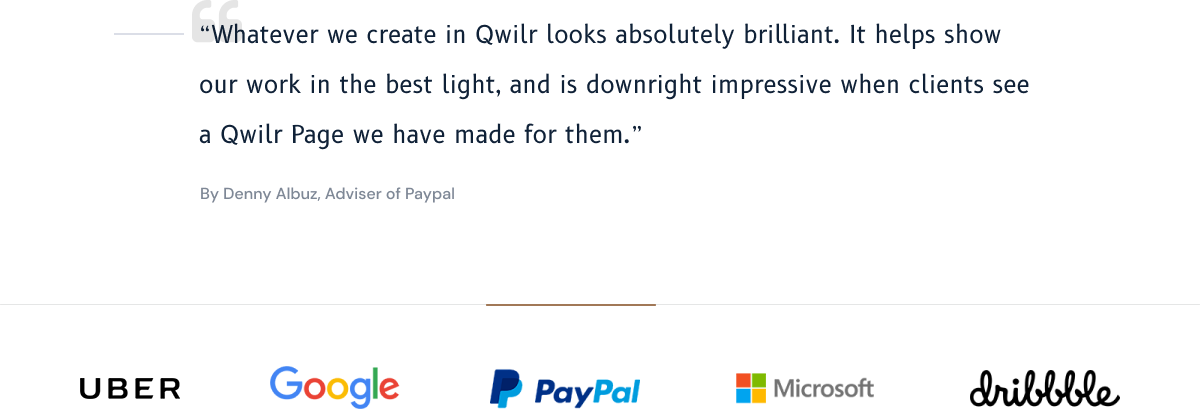 “Whatever we create in Qwilr looks absolutely brilliant. It helps show
our work in the best light, and is downright impressive when clients see
a Qwilr Page we have made for them.”
By Denny Albuz, Adviser of Paypal
UBER Google PayPal Microsoft dribbble